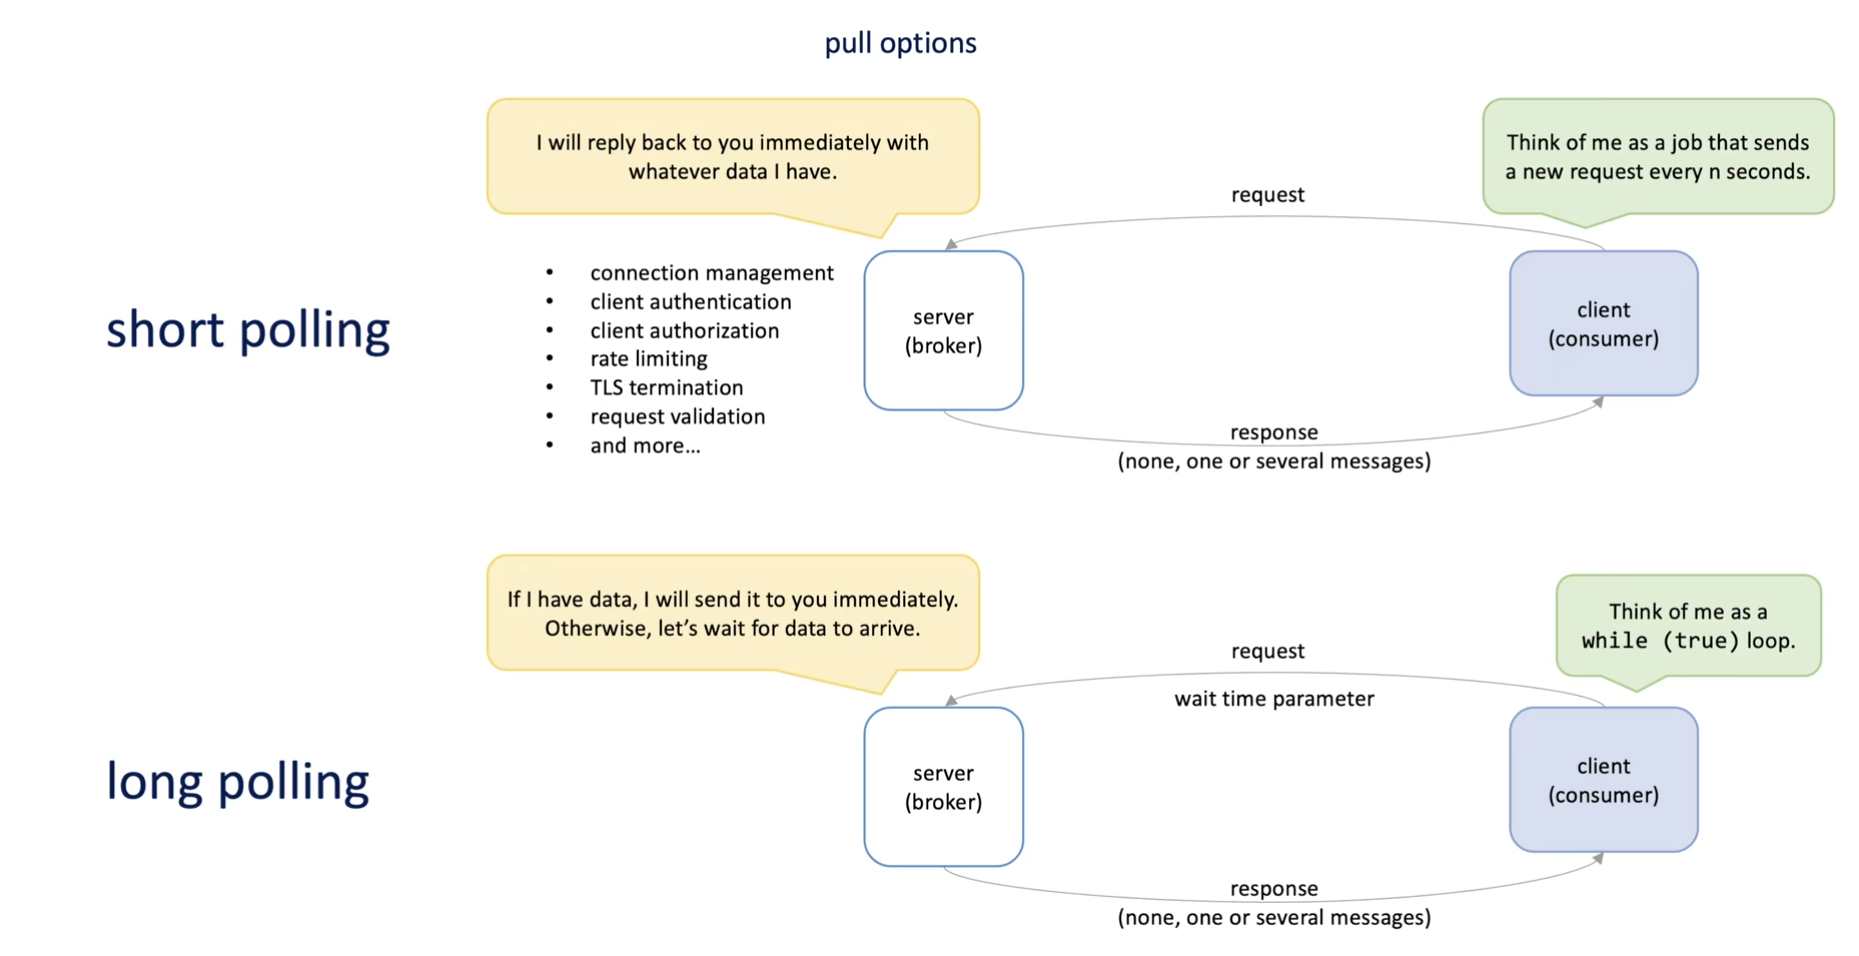 pull options
I will reply back to you immediately with
whatever data I have.
Think of me as a job that sends
a new request every n seconds.
request
short polling
• connection management
• client authentication
• client authorization
• rate limiting
• TLS termination
• request validation
• and more...
server
(broker)
client
(consumer)
response
(none, one or several messages)
If I have data, I will send it to you immediately.
Otherwise, let’s wait for data to arrive.
Think of me as a
while (true) loop.
request
wait time parameter
long polling
server
(broker)
client
(consumer)
response
(none, one or several messages)